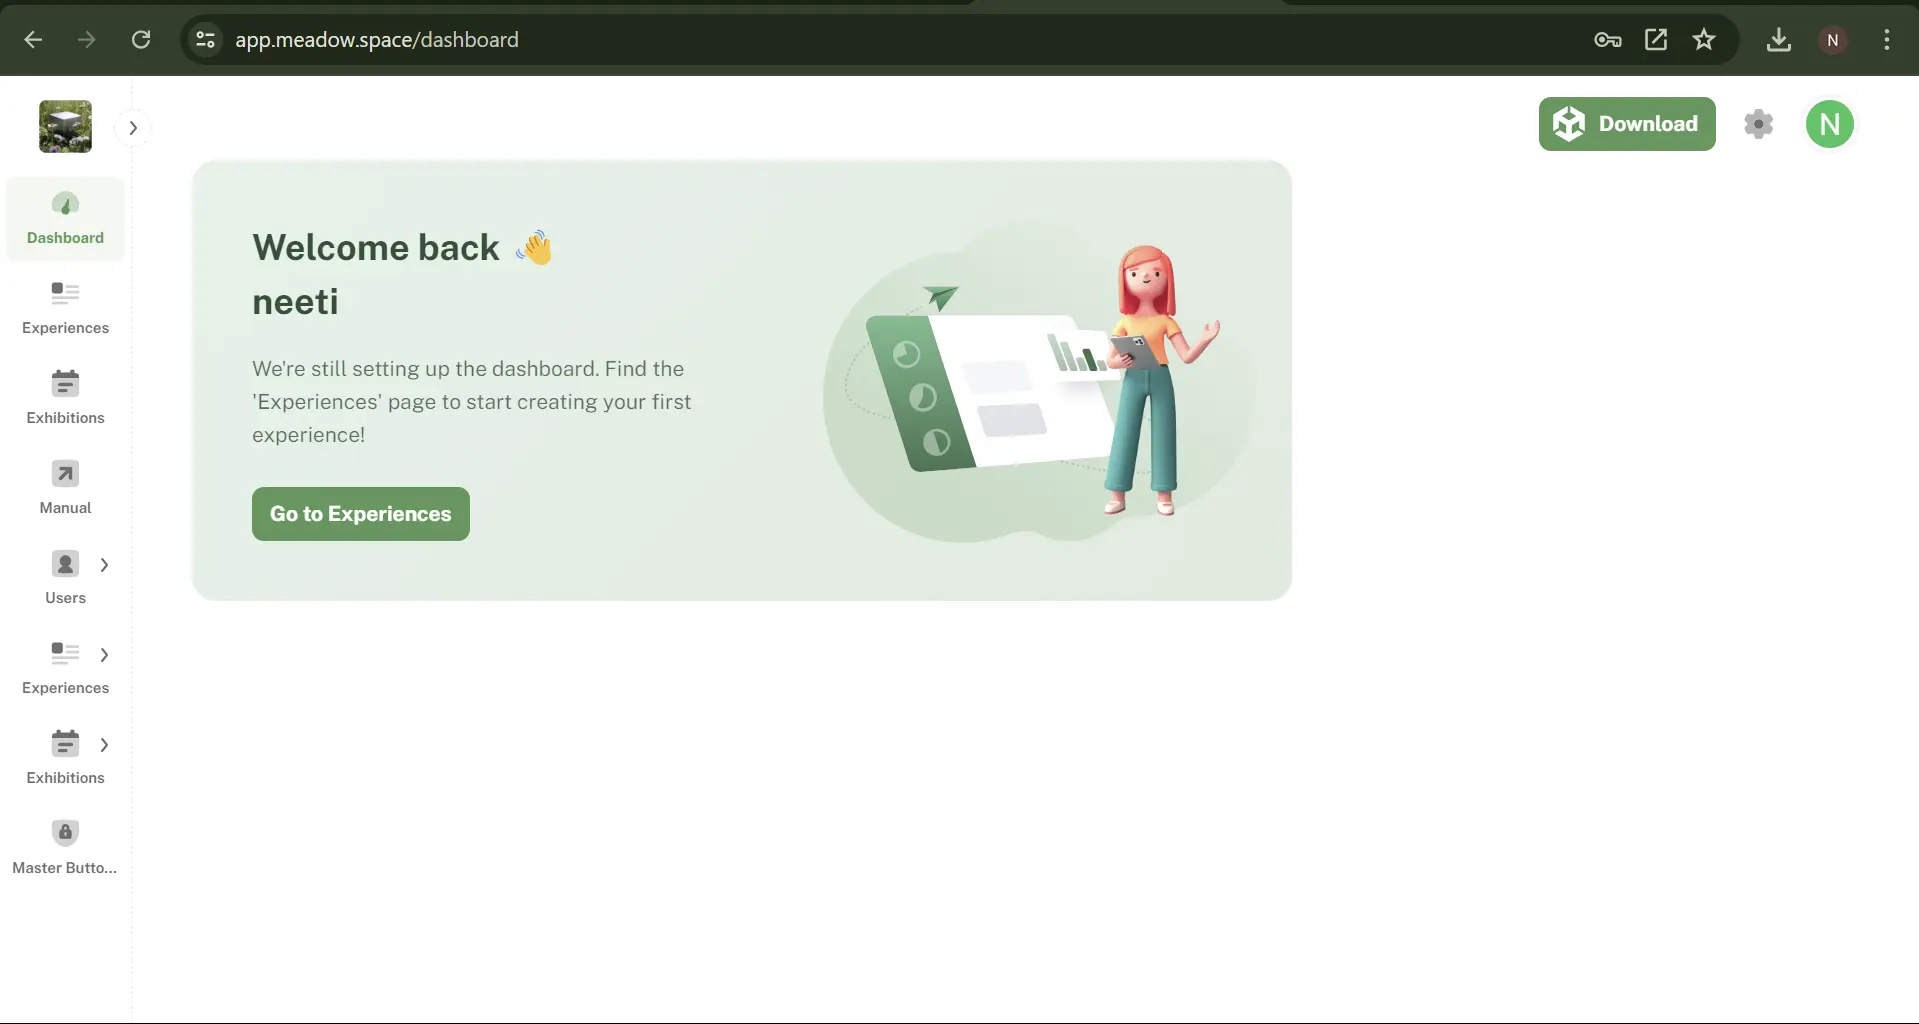 app.meadow.space/dashboard
N
Download
N
Dashboard
Experiences
Exhibitions
Manual
Users
Experiences
Exhibitions
Master Butto...
Welcome back 👋
neeti
We're still setting up the dashboard. Find the
'Experiences' page to start creating your first
experience!
Go to Experiences